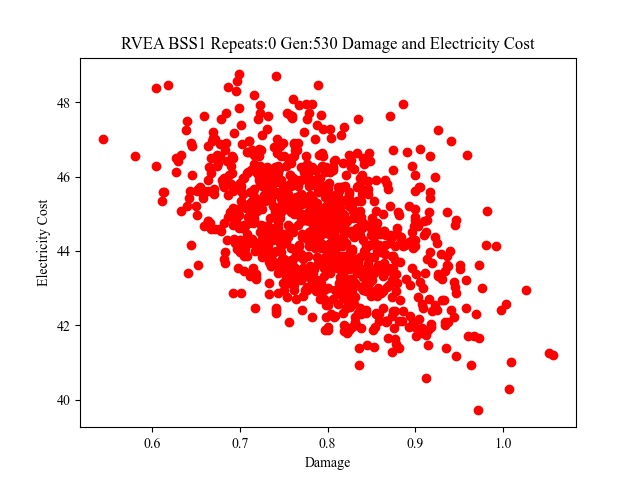 RVEA BSS1 Repeats:0 Gen:530 Damage and Electricity Cost
48
46
44
42
40
Electricity Cost
0.6 0.7 0.8 0.9 1.0
Damage